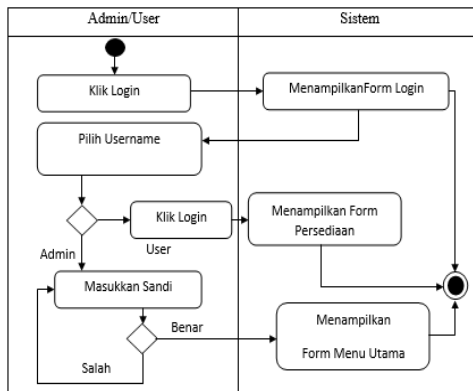 Admin/User
Sistem
Klik Login
MenampilkanForm Login
Pilih Username
Klik Login
User
Menampilkan Form
Persediaan
Admin
Masukkan Sandi
Benar
Salah
Menampilkan
Form Menu Utama